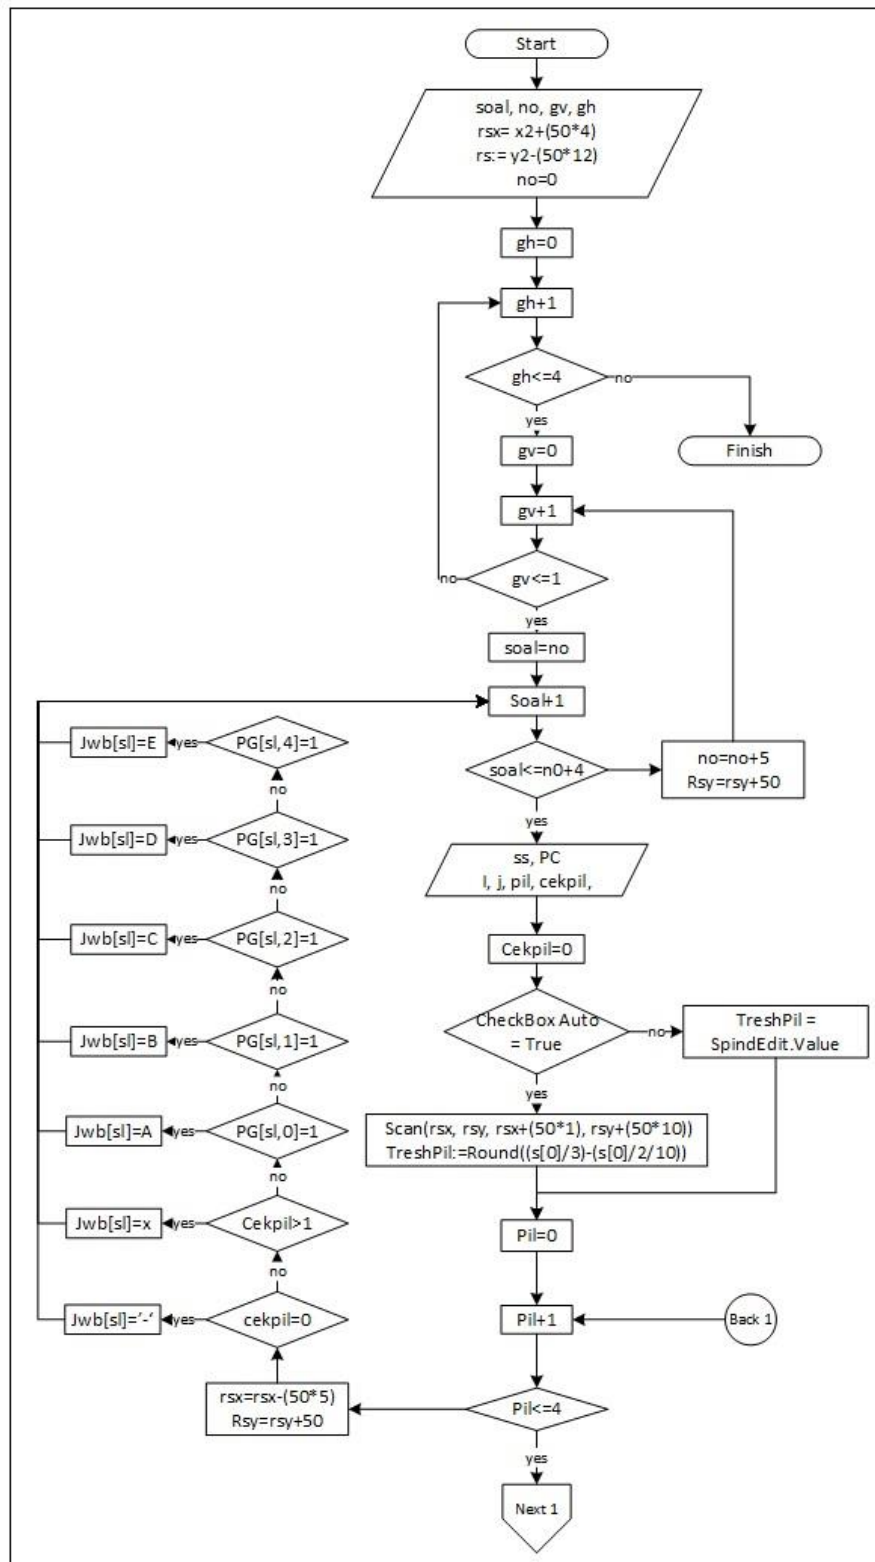 Start
soal, no, gv, gh
rsx= x2+(50*4)
rs:= y2-(50*12)
no=0
gh=0
gh+1
gh<=4
no
yes
Finish
gv=0
gv+1
gv<=1
no
yes
soal=no
Soal+1
soal<=n0+4
no=no+5
Rsy=rsy+50
yes
ss, PC
I, j, pil, cekpil,
Cekpil=0
CheckBox Auto
= True
no
TreshPil =
SpindEdit.Value
yes
Scan(rsx, rsy, rsx+(50*1), rsy+(50*10))
TreshPil:=Round((s[0]/3)-(s[0]/2/10))
Pil=0
Pil+1
Back 1
Pil<=4
yes
Next 1
rsx=rsx-(50*5)
Rsy=rsy+50
cekpil=0
yes
Jwb[sl]='-'
no
Cekpil>1
yes
Jwb[sl]=x
no
PG[sl,0]=1
yes
Jwb[sl]=A
no
PG[sl,1]=1
yes
Jwb[sl]=B
no
PG[sl,2]=1
yes
Jwb[sl]=C
no
PG[sl,3]=1
yes
Jwb[sl]=D
no
PG[sl,4]=1
yes
Jwb[sl]=E